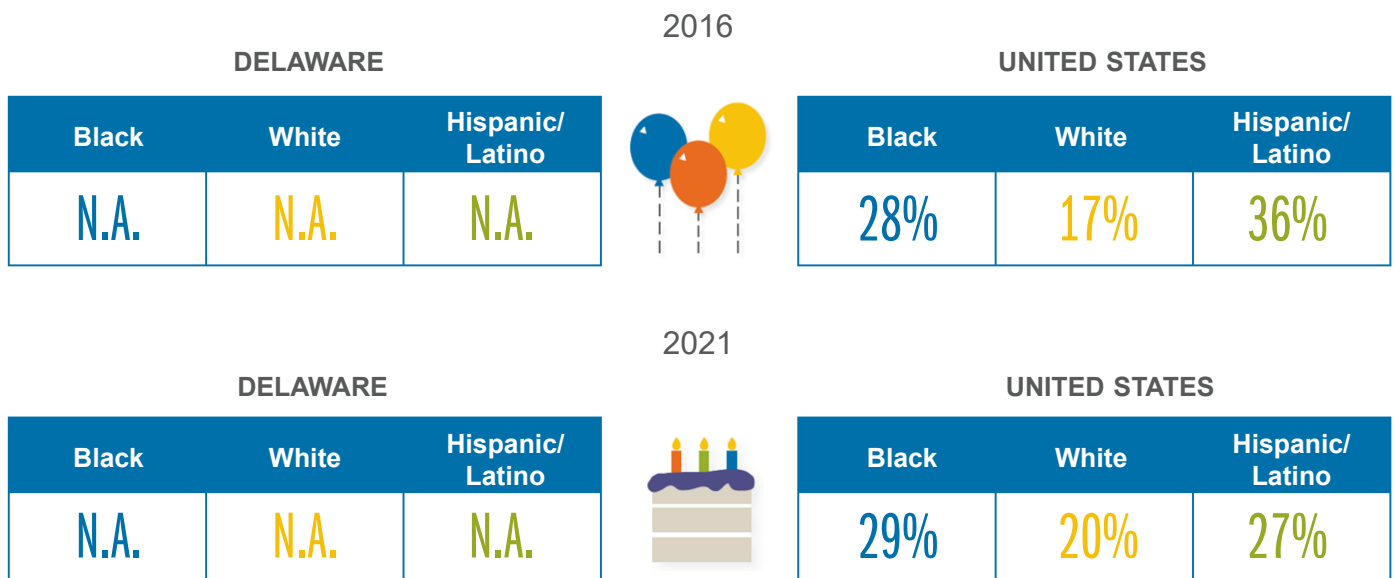 2016
DELAWARE
UNITED STATES
Black White Hispanic/
Latino
N.A. N.A. N.A.
Black White Hispanic/
Latino
28% 17% 36%
2021
DELAWARE
UNITED STATES
Black White Hispanic/
Latino
N.A. N.A. N.A.
Black White Hispanic/
Latino
29% 20% 27%